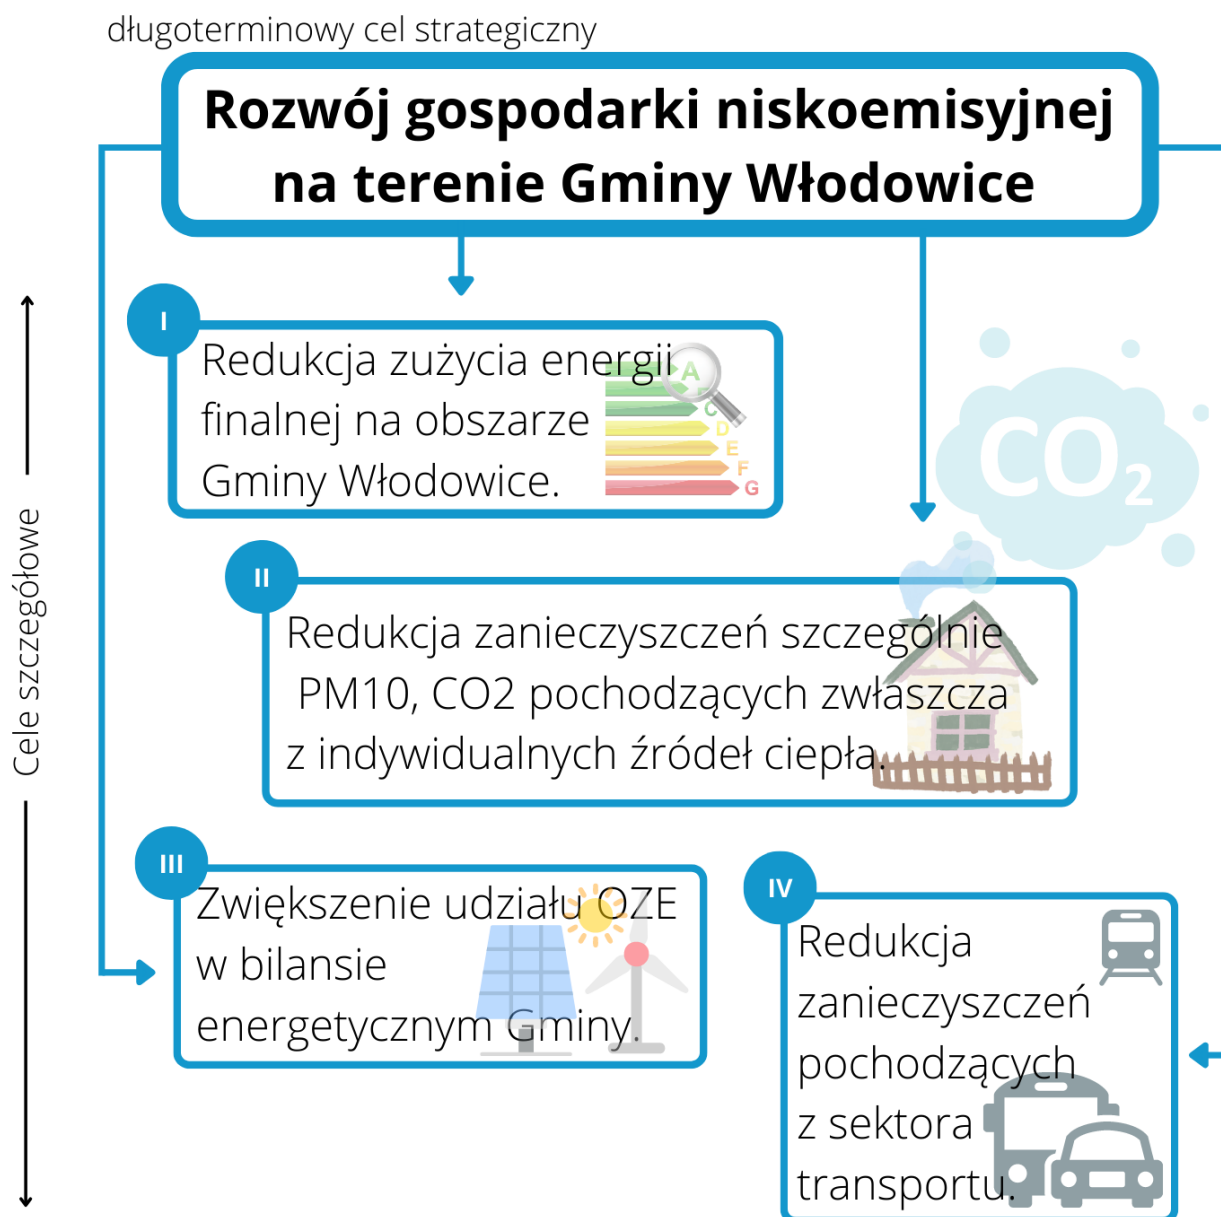 długoterminowy cel strategiczny
Rozwój gospodarki niskoemisyjnej
na terenie Gminy Włodowice
Cele szczegółowe
I
Redukcja zużycia energii
finalnej na obszarze
Gminy Włodowice.
A
C
D
E
F
G
CO₂
II
Redukcja zanieczyszczeń szczególnie
PM10, CO2 pochodzących zwłaszcza
z indywidualnych źródeł ciepła.
III
Zwiększenie udziału OZE
w bilansie
energetycznym Gminy.
IV
Redukcja
zanieczyszczeń
pochodzących
z sektora
transportu.